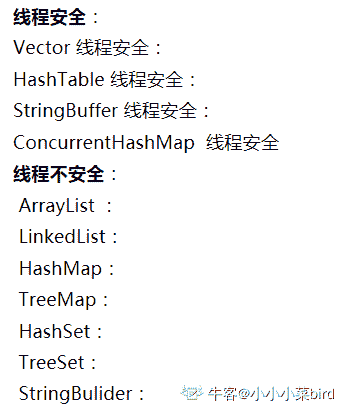 线程安全：
Vector 线程安全：
HashTable 线程安全：
StringBuffer 线程安全：
ConcurrentHashMap 线程安全
线程不安全：
ArrayList ：
LinkedList：
HashMap：
TreeMap：
HashSet：
TreeSet：
StringBulider：
牛客@小小小菜bird